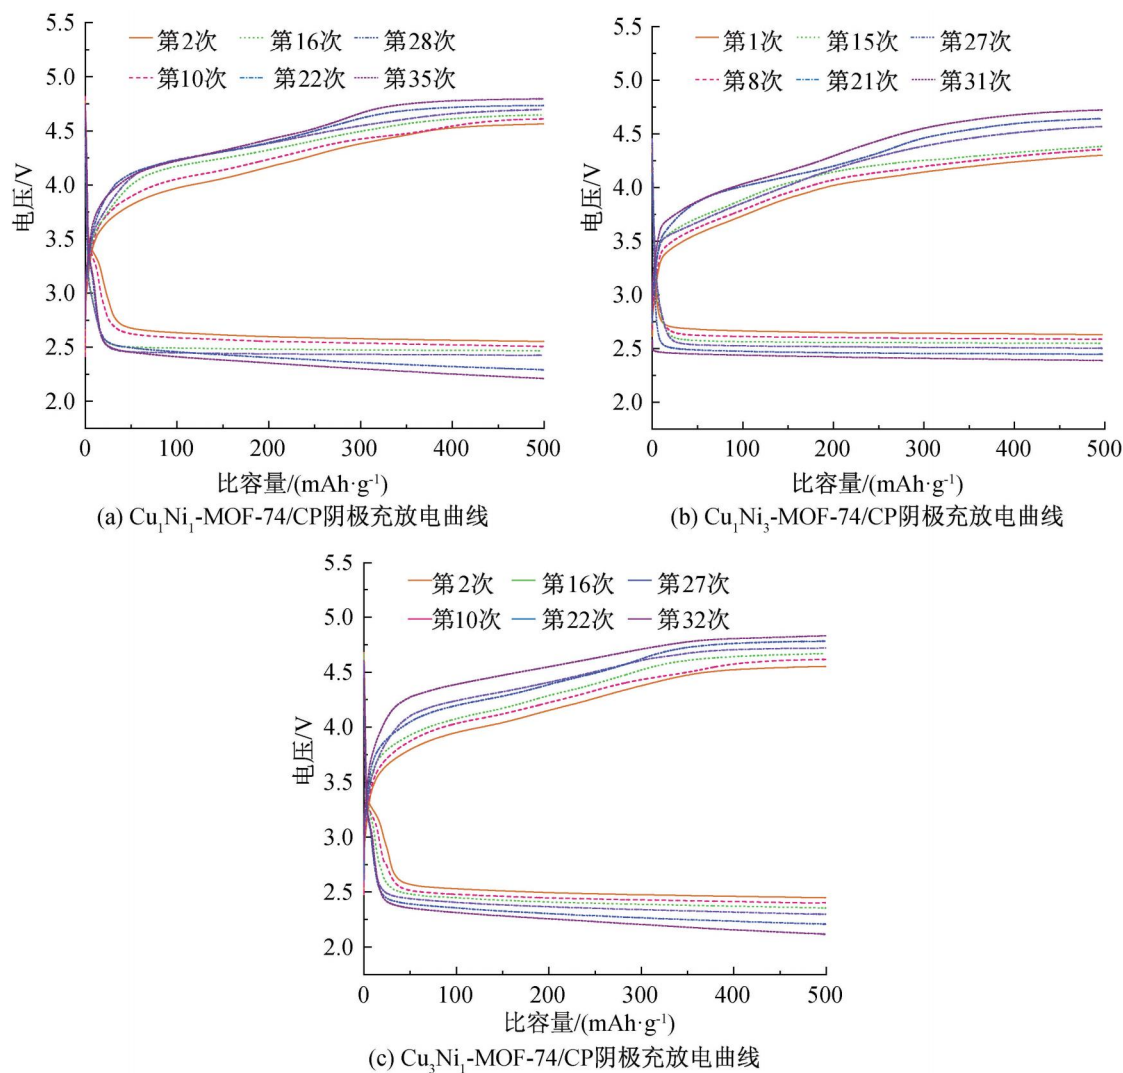 5.5
5.0
4.5
4.0
3.5
3.0
2.5
2.0
电压/V
第2次 第16次 第28次
第10次 第22次 第35次
0 100 200 300 400 500
比容量/(mAh·g⁻¹)
(a) Cu₁Ni₁-MOF-74/CP阴极充放电曲线
5.5
5.0
4.5
4.0
3.5
3.0
2.5
2.0
电压/V
第1次 第15次 第27次
第8次 第21次 第31次
0 100 200 300 400 500
比容量/(mAh·g⁻¹)
(b) Cu₁Ni₃-MOF-74/CP阴极充放电曲线
5.5
5.0
4.5
4.0
3.5
3.0
2.5
2.0
电压/V
第2次 第16次 第27次
第10次 第22次 第32次
0 100 200 300 400 500
比容量/(mAh·g⁻¹)
(c) Cu₃Ni₁-MOF-74/CP阴极充放电曲线